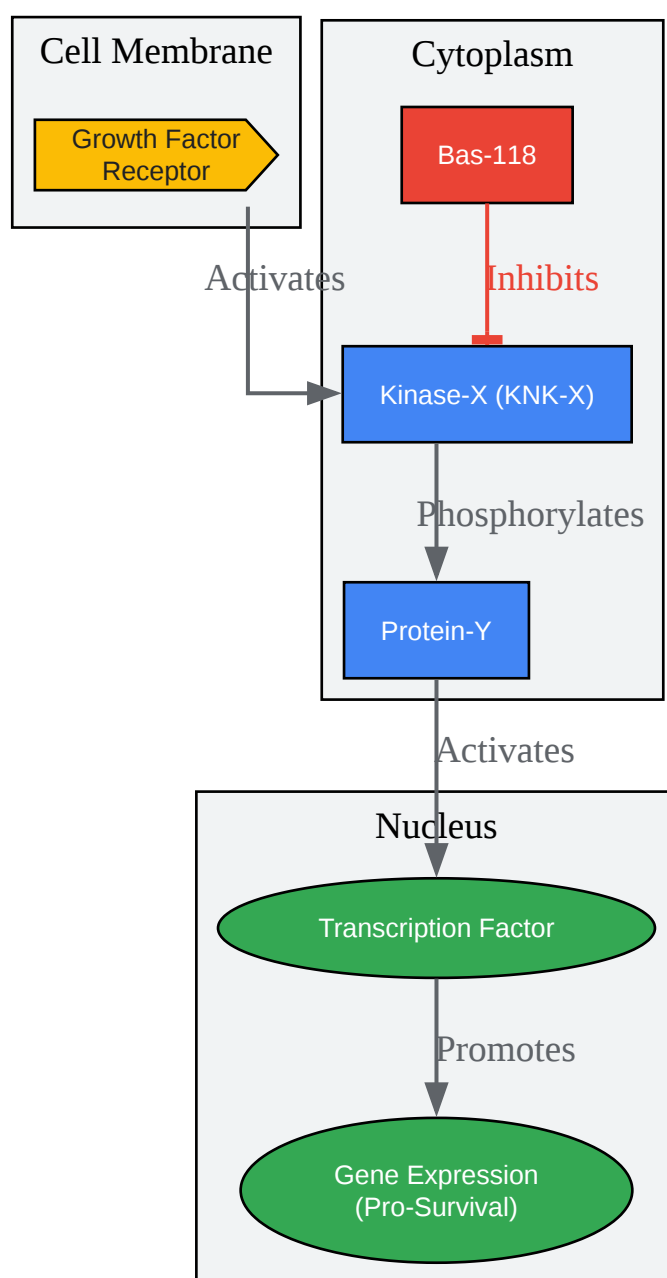 Cell Membrane
Growth Factor
Receptor
Cytoplasm
Bas-118
Activates
Inhibits
Kinase-X (KNK-X)
Phosphorylates
Protein-Y
Activates
Nucleus
Transcription Factor
Promotes
Gene Expression
(Pro-Survival)